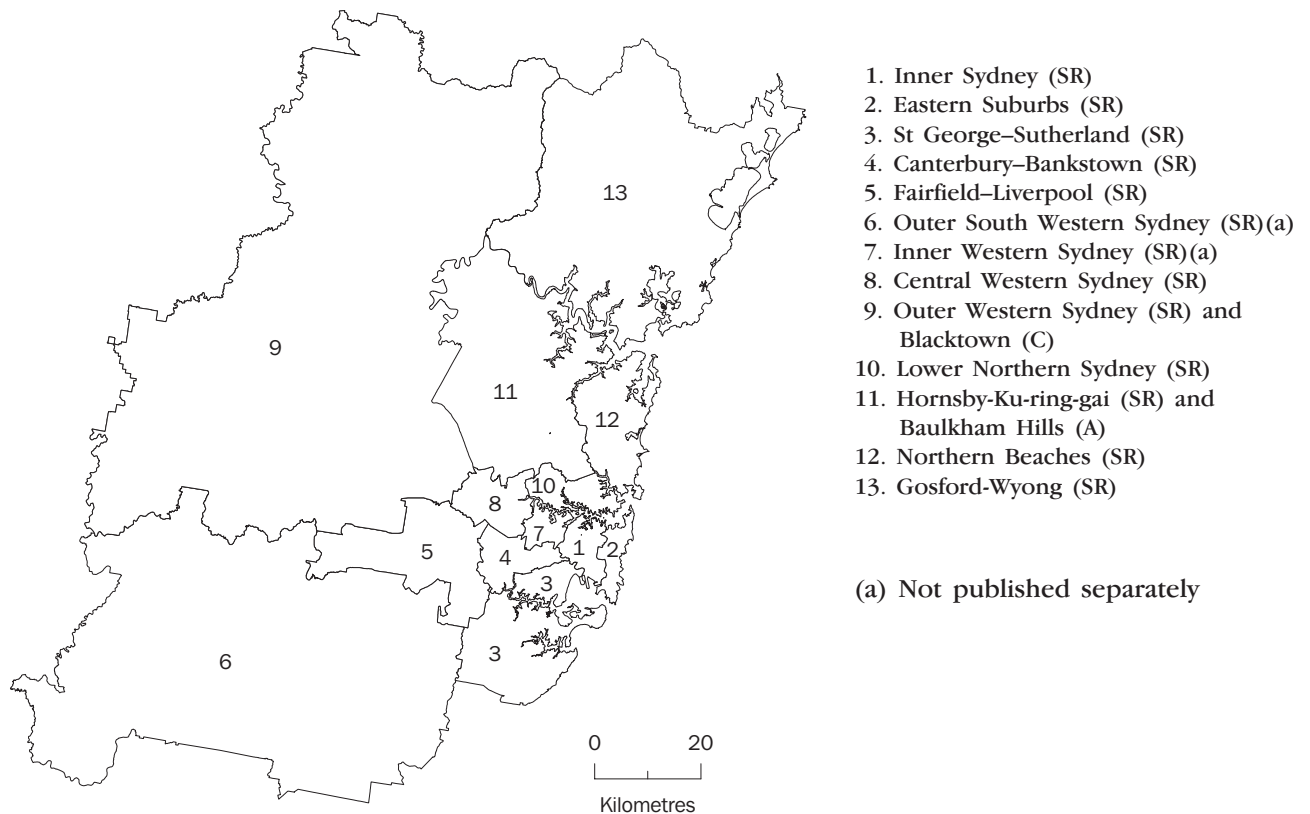 1. Inner Sydney (SR)
2. Eastern Suburbs (SR)
3. St George–Sutherland (SR)
4. Canterbury–Bankstown (SR)
5. Fairfield–Liverpool (SR)
6. Outer South Western Sydney (SR)(a)
7. Inner Western Sydney (SR)(a)
8. Central Western Sydney (SR)
9. Outer Western Sydney (SR) and
Blacktown (C)
10. Lower Northern Sydney (SR)
11. Hornsby-Ku-ring-gai (SR) and
Baulkham Hills (A)
12. Northern Beaches (SR)
13. Gosford-Wyong (SR)
(a) Not published separately
13
9
11
12
10
8
7
1
2
5
4
3
3
6
0 20
Kilometres